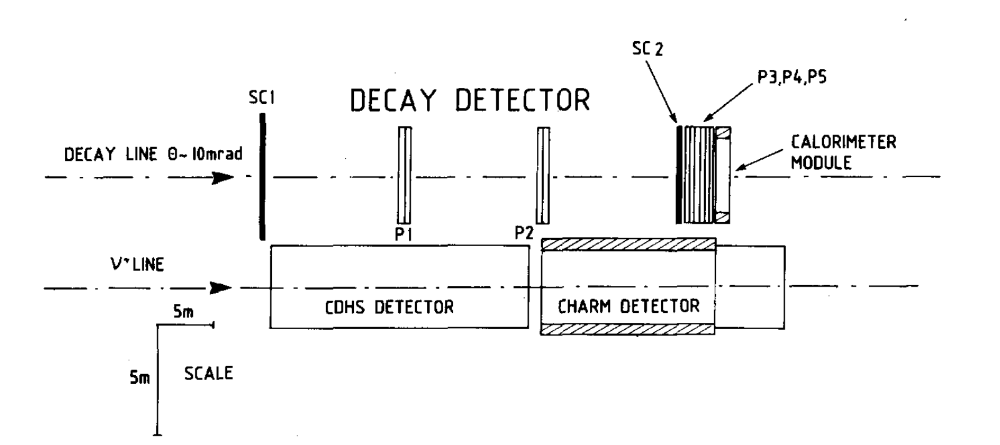 SC 2
P3,P4,P5
SC1
DECAY DETECTOR
DECAY LINE θ~10mrad
CALORIMETER
MODULE
P1
P2
ν LINE
CDHS DETECTOR
CHARM DETECTOR
5m
5m
SCALE